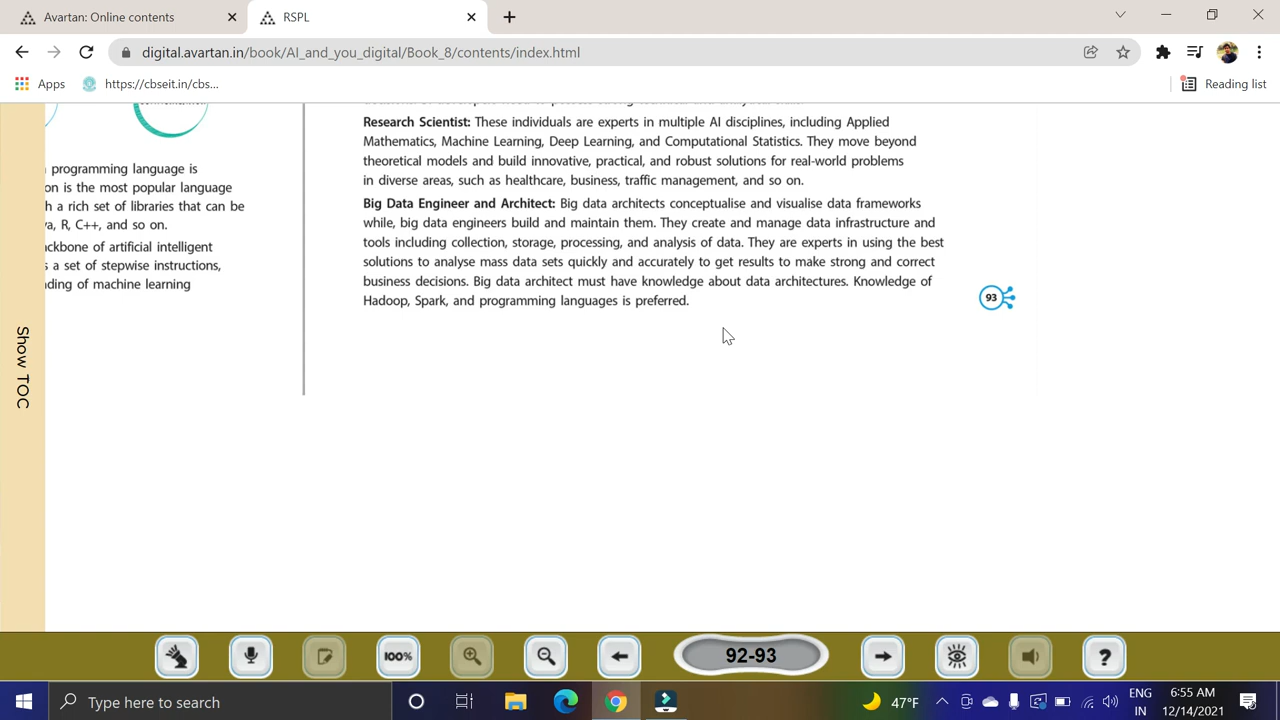 Avartan: Online contents
RSPL
digital.avartan.in/book/AI_and_you_digital/Book_8/contents/index.html
Apps
https://cbseit.in/cbs...
Reading list
Show TOC
programming language is
on is the most popular language
h a rich set of libraries that can be
va, R, C++, and so on.
ackbone of artificial intelligent
s a set of stepwise instructions,
nding of machine learning
Research Scientist: These individuals are experts in multiple AI disciplines, including Applied
Mathematics, Machine Learning, Deep Learning, and Computational Statistics. They move beyond
theoretical models and build innovative, practical, and robust solutions for real-world problems
in diverse areas, such as healthcare, business, traffic management, and so on.
Big Data Engineer and Architect: Big data architects conceptualise and visualise data frameworks
while, big data engineers build and maintain them. They create and manage data infrastructure and
tools including collection, storage, processing, and analysis of data. They are experts in using the best
solutions to analyse mass data sets quickly and accurately to get results to make strong and correct
business decisions. Big data architect must have knowledge about data architectures. Knowledge of
Hadoop, Spark, and programming languages is preferred.
93
100%
92-93
?
Type here to search
47°F
ENG
IN
6:55 AM
12/14/2021